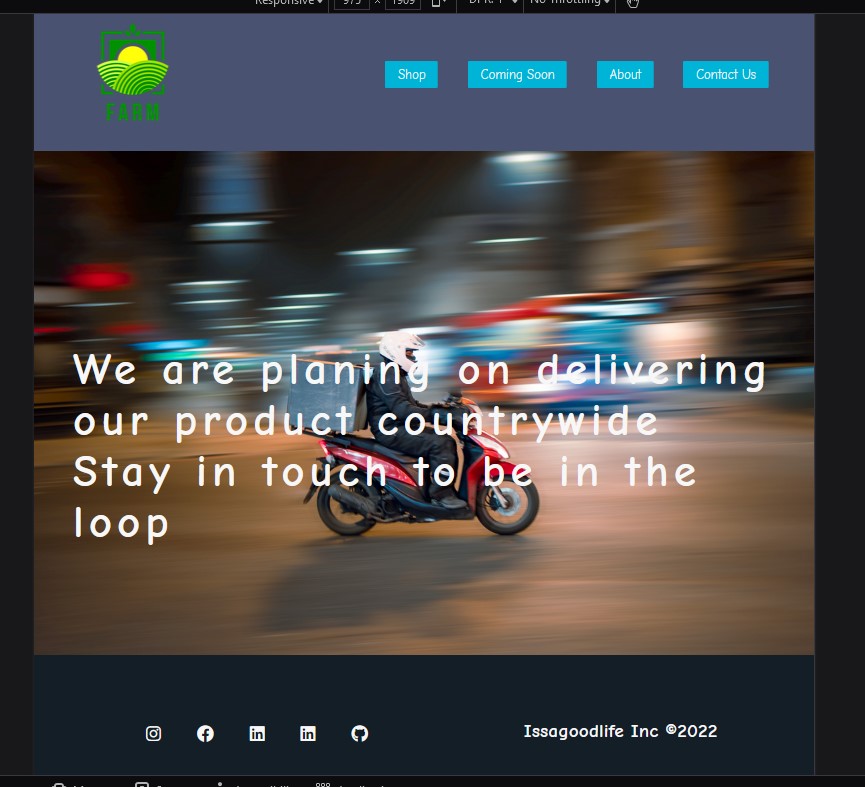 Responsive
975 × 1909
DPR: 1
No Throttling
FARM
Shop
Coming Soon
About
Contact Us
We are planing on delivering
our product countrywide
Stay in touch to be in the
loop
Issagoodlife Inc ©2022